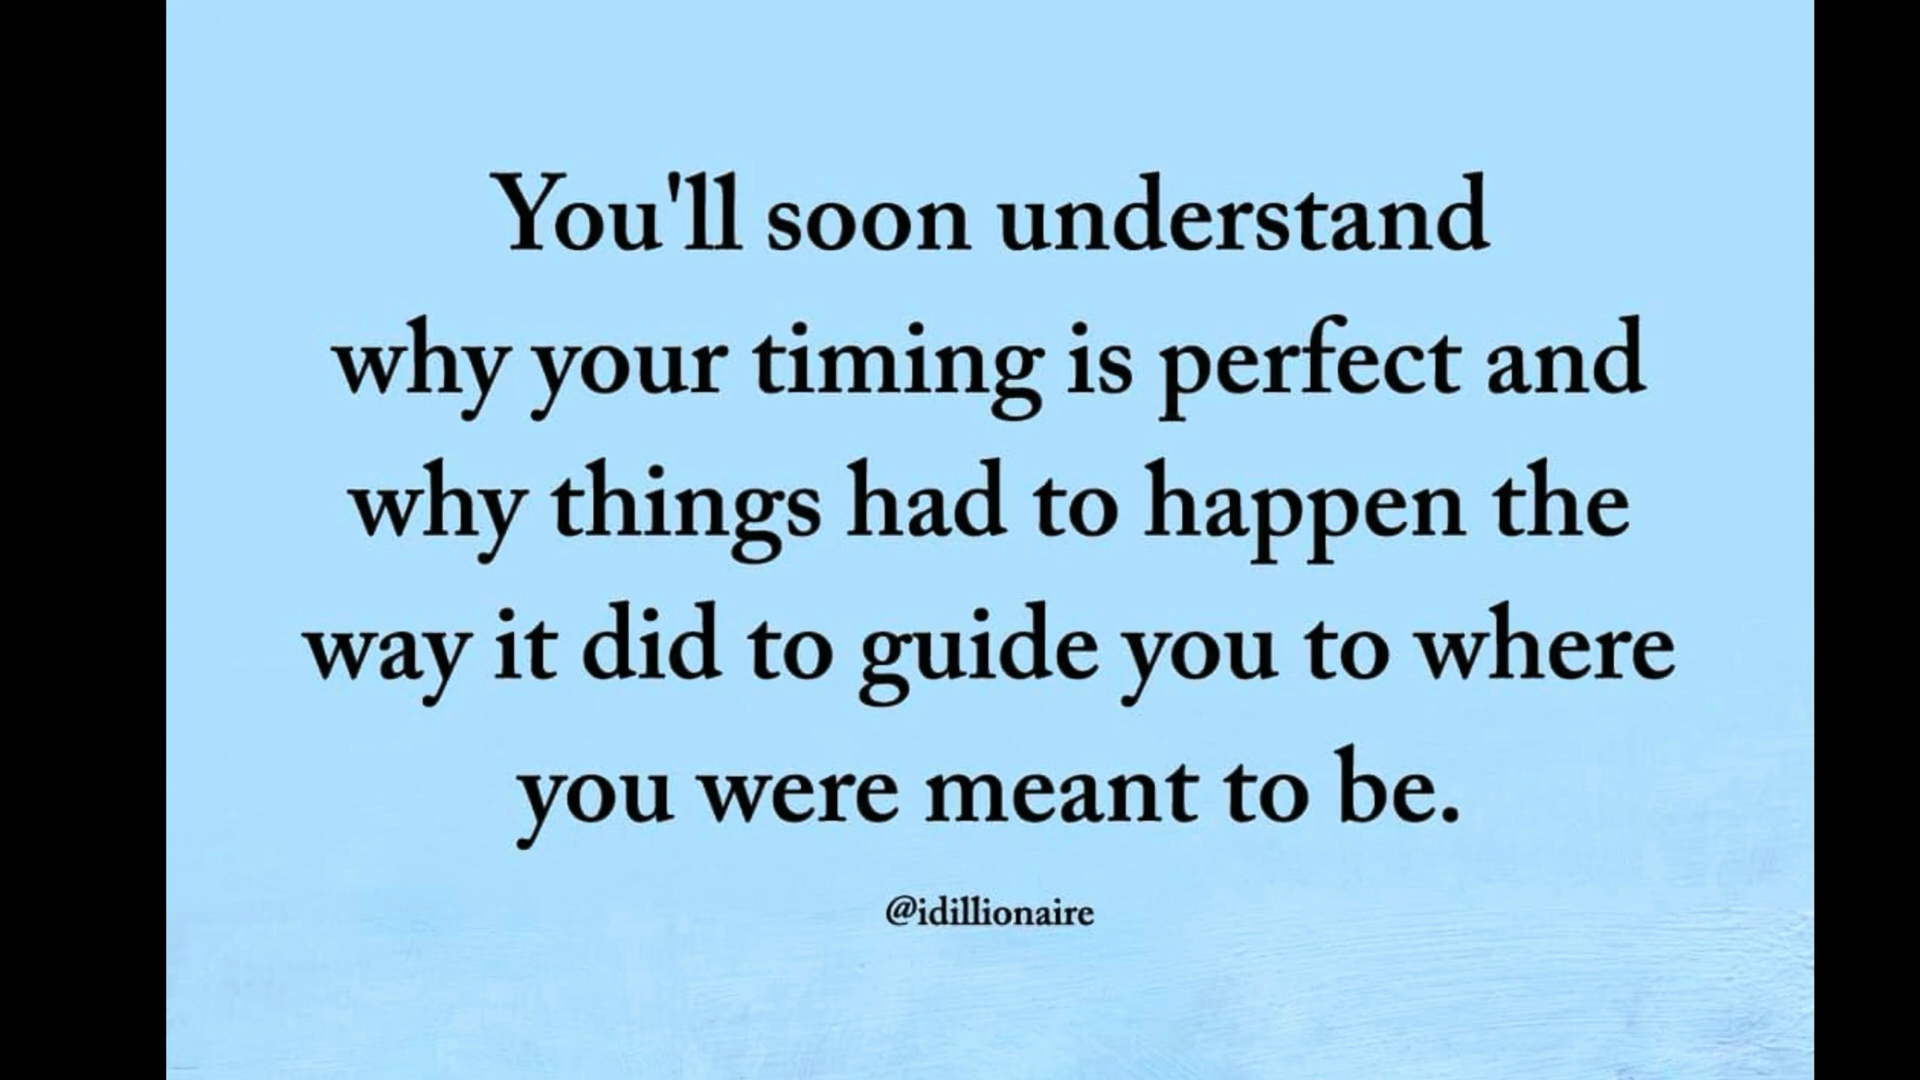 You'll soon understand
why your timing is perfect and
why things had to happen the
way it did to guide you to where
you were meant to be.
@idillionaire